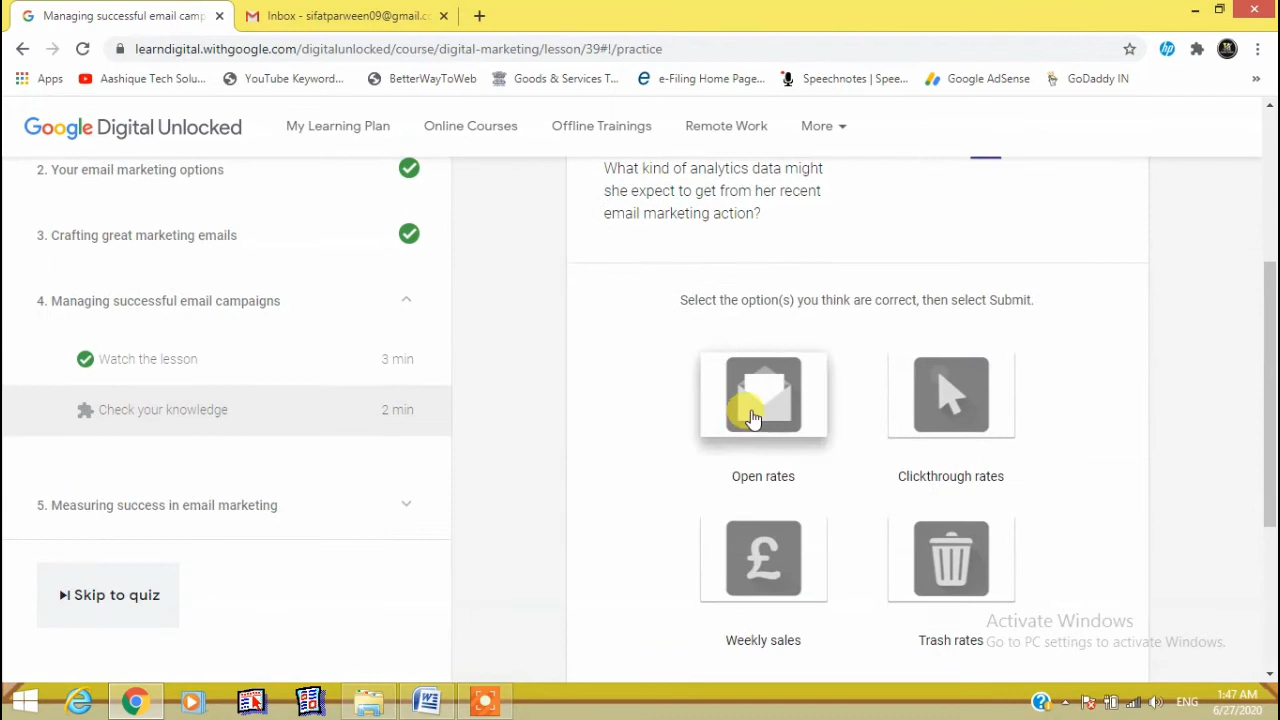 Managing successful email camp
Inbox - sifatparween09@gmail.cc
learndigital.withgoogle.com/digitalunlocked/course/digital-marketing/lesson/39#!/practice
Apps
Aashique Tech Solu...
YouTube Keyword...
BetterWayToWeb
Goods & Services T...
e-Filing Home Page...
Speechnotes | Spee...
Google AdSense
GoDaddy IN
»
Google Digital Unlocked
My Learning Plan
Online Courses
Offline Trainings
Remote Work
More
2. Your email marketing options
3. Crafting great marketing emails
4. Managing successful email campaigns
Watch the lesson
3 min
Check your knowledge
2 min
5. Measuring success in email marketing
Skip to quiz
What kind of analytics data might
she expect to get from her recent
email marketing action?
Select the option(s) you think are correct, then select Submit.
Open rates
Clickthrough rates
£
Weekly sales
Trash rates
Activate Windows
Go to PC settings to activate Windows.
ENG
1:47 AM
6/27/2020